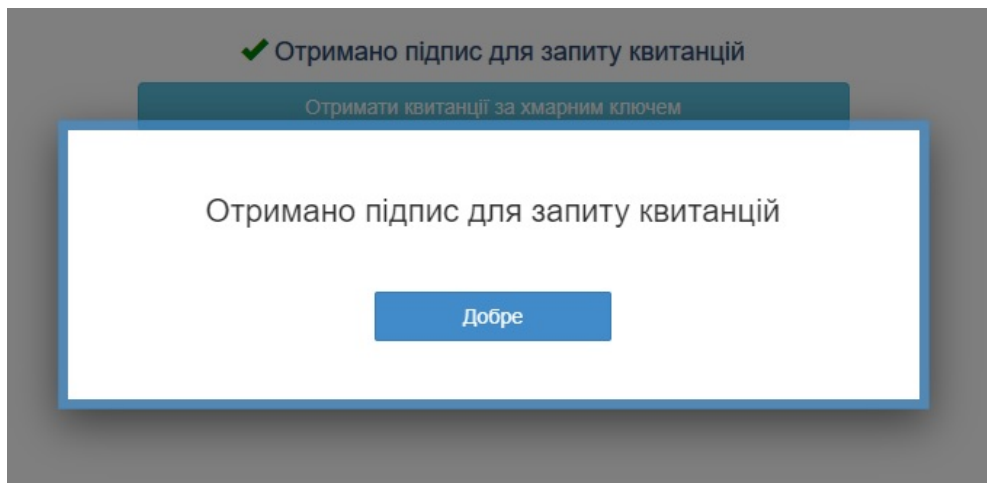 Отримано підпис для запиту квитанцій
Отримати квитанції за хмарним ключем
Отримано підпис для запиту квитанцій
Добре